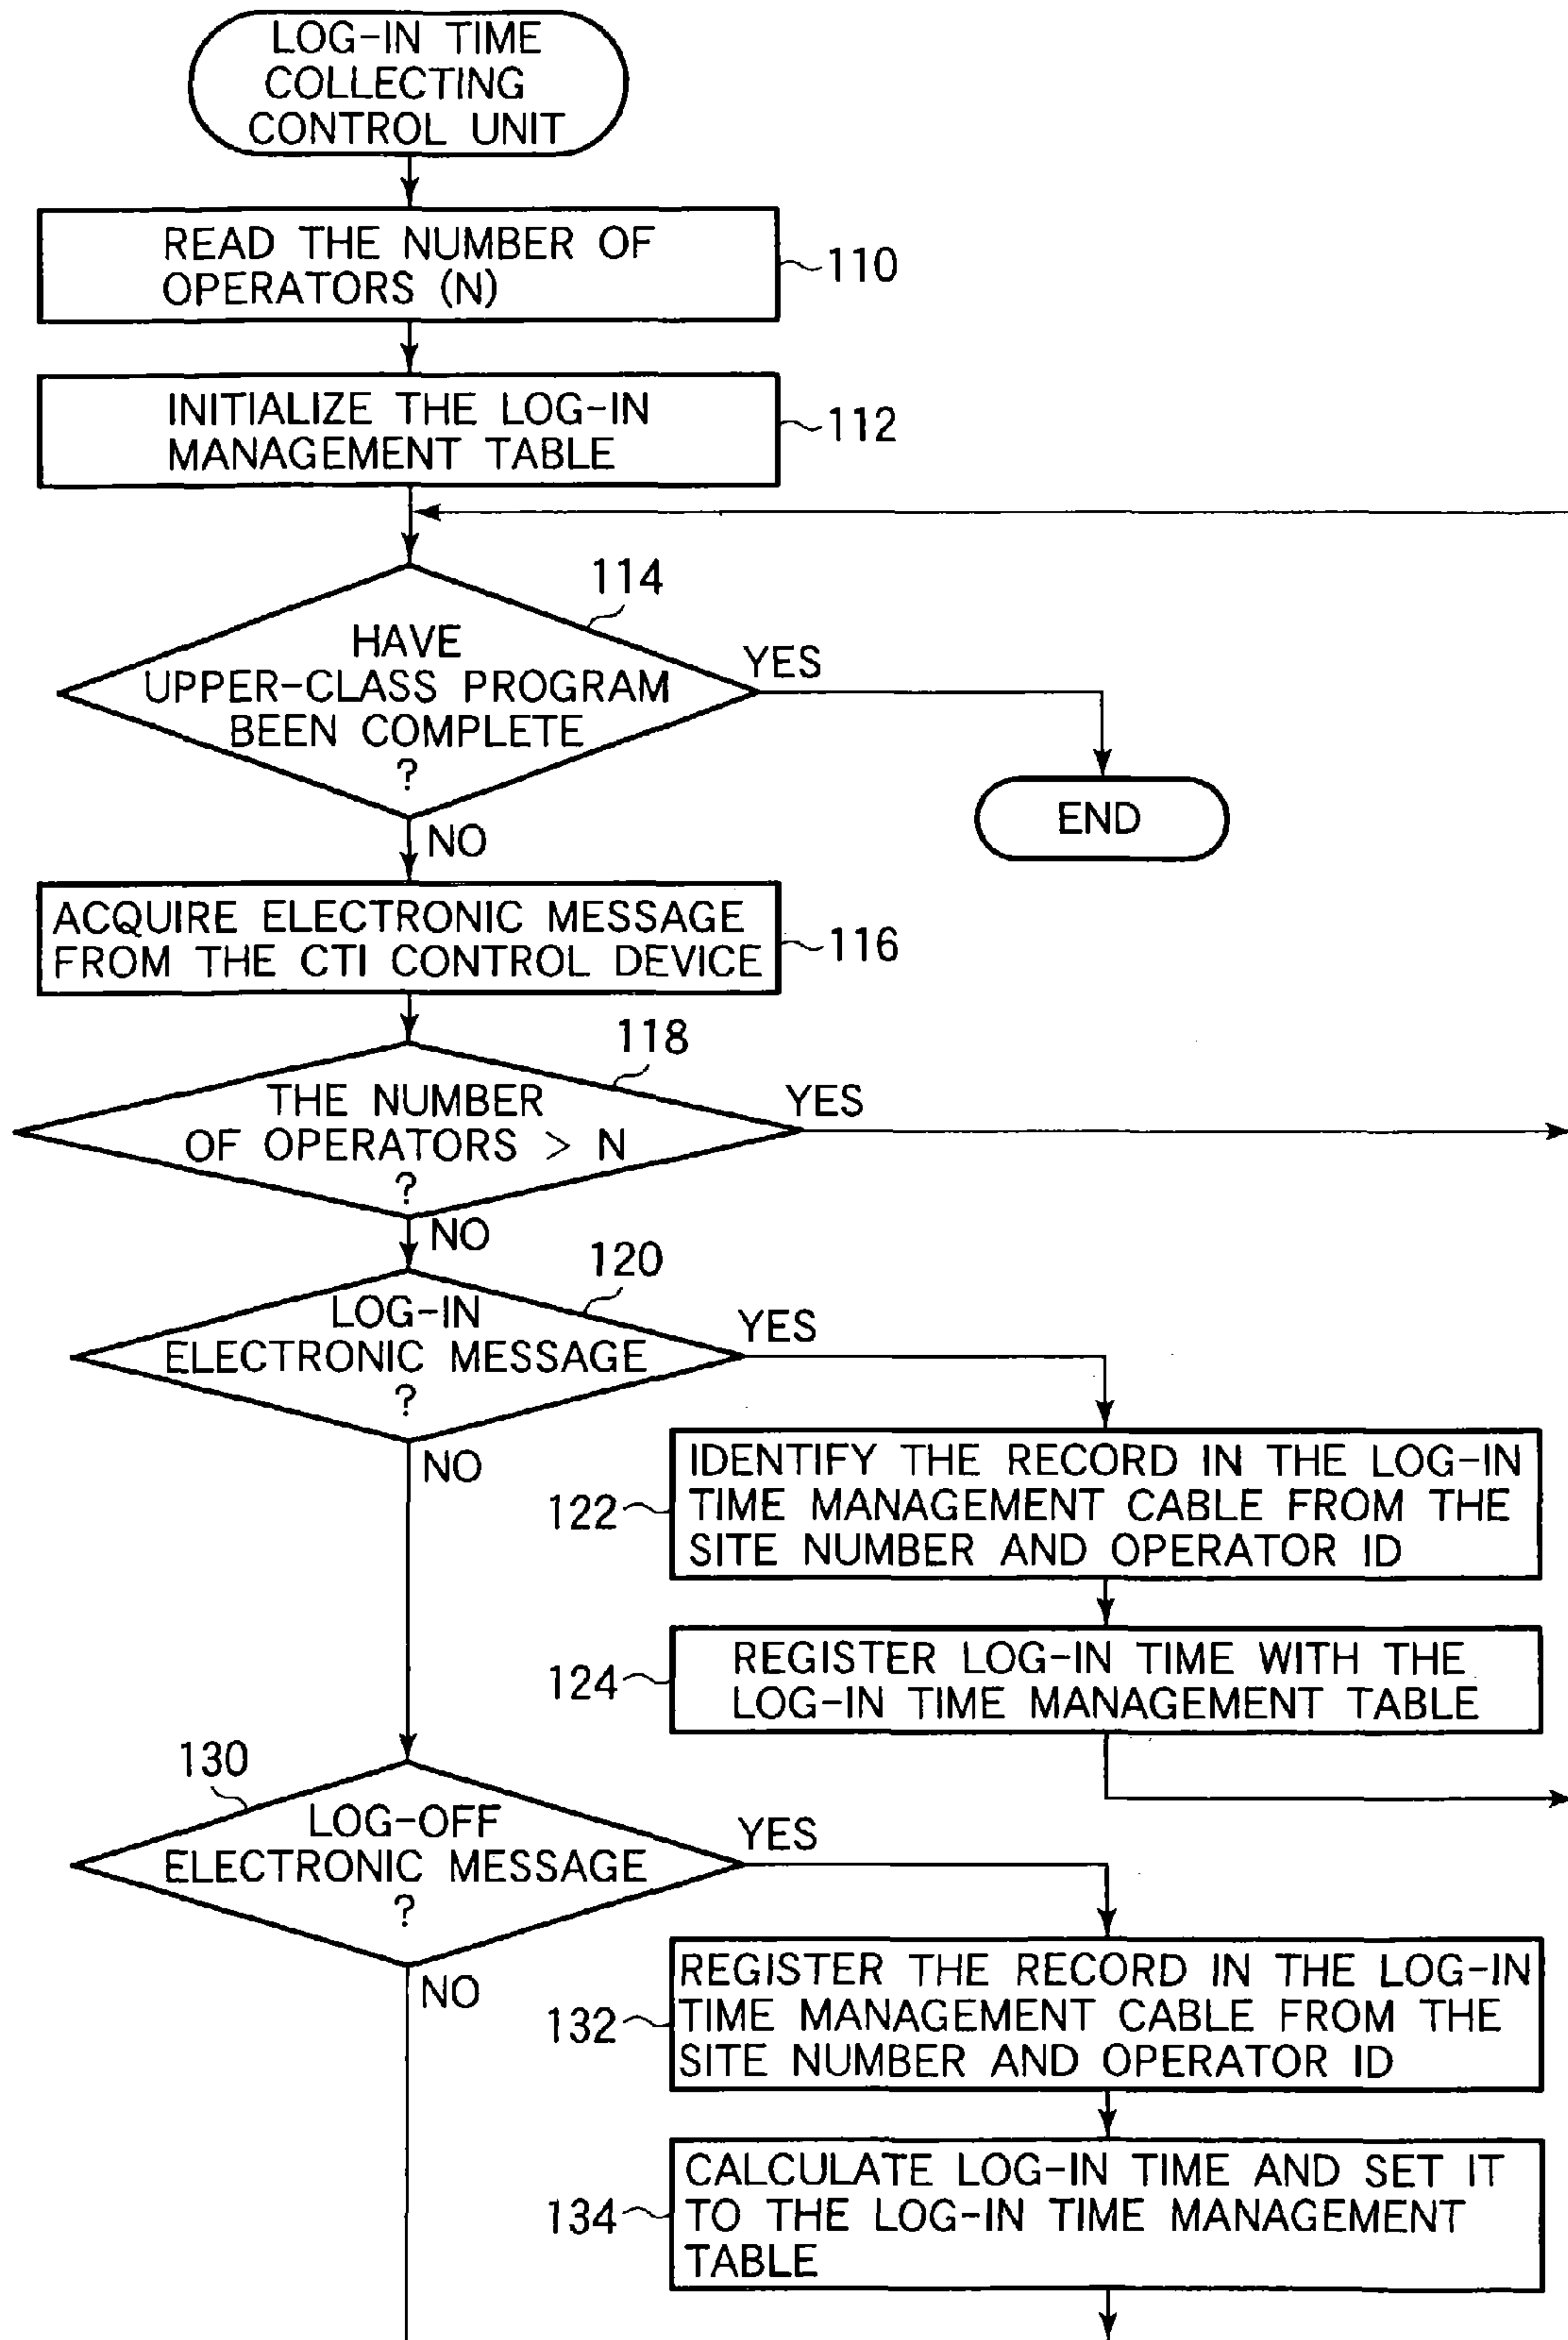 LOG-IN TIME
COLLECTING
CONTROL UNIT
READ THE NUMBER OF
OPERATORS (N)
110
INITIALIZE THE LOG-IN
MANAGEMENT TABLE
112
114
HAVE
UPPER-CLASS PROGRAM
BEEN COMPLETE
?
YES
END
NO
ACQUIRE ELECTRONIC MESSAGE
FROM THE CTI CONTROL DEVICE
116
118
THE NUMBER
OF OPERATORS > N
?
YES
NO
120
LOG-IN
ELECTRONIC MESSAGE
?
YES
NO
122
IDENTIFY THE RECORD IN THE LOG-IN
TIME MANAGEMENT CABLE FROM THE
SITE NUMBER AND OPERATOR ID
124
REGISTER LOG-IN TIME WITH THE
LOG-IN TIME MANAGEMENT TABLE
130
LOG-OFF
ELECTRONIC MESSAGE
?
YES
NO
132
REGISTER THE RECORD IN THE LOG-IN
TIME MANAGEMENT CABLE FROM THE
SITE NUMBER AND OPERATOR ID
134
CALCULATE LOG-IN TIME AND SET IT
TO THE LOG-IN TIME MANAGEMENT
TABLE